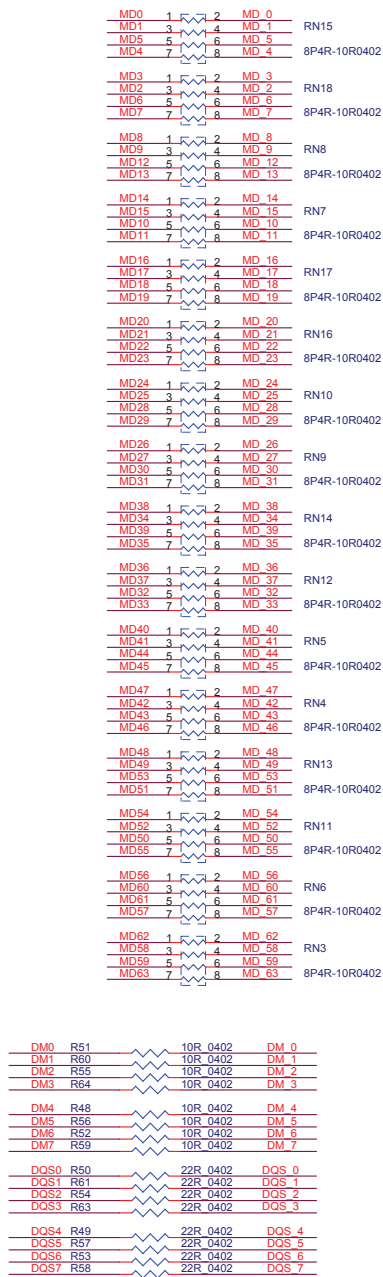 MD0 1 2 MD_0
MD1 3 4 MD_1 RN15
MD5 5 6 MD_5
MD4 7 8 MD_4 8P4R-10R0402
MD3 1 2 MD_3
MD2 3 4 MD_2 RN18
MD6 5 6 MD_6
MD7 7 8 MD_7 8P4R-10R0402
MD8 1 2 MD_8
MD9 3 4 MD_9 RN8
MD12 5 6 MD_12
MD13 7 8 MD_13 8P4R-10R0402
MD14 1 2 MD_14
MD15 3 4 MD_15 RN7
MD10 5 6 MD_10
MD11 7 8 MD_11 8P4R-10R0402
MD16 1 2 MD_16
MD17 3 4 MD_17 RN17
MD18 5 6 MD_18
MD19 7 8 MD_19 8P4R-10R0402
MD20 1 2 MD_20
MD21 3 4 MD_21 RN16
MD22 5 6 MD_22
MD23 7 8 MD_23 8P4R-10R0402
MD24 1 2 MD_24
MD25 3 4 MD_25 RN10
MD28 5 6 MD_28
MD29 7 8 MD_29 8P4R-10R0402
MD26 1 2 MD_26
MD27 3 4 MD_27 RN9
MD30 5 6 MD_30
MD31 7 8 MD_31 8P4R-10R0402
MD38 1 2 MD_38
MD34 3 4 MD_34 RN14
MD39 5 6 MD_39
MD35 7 8 MD_35 8P4R-10R0402
MD36 1 2 MD_36
MD37 3 4 MD_37 RN12
MD32 5 6 MD_32
MD33 7 8 MD_33 8P4R-10R0402
MD40 1 2 MD_40
MD41 3 4 MD_41 RN5
MD44 5 6 MD_44
MD45 7 8 MD_45 8P4R-10R0402
MD47 1 2 MD_47
MD42 3 4 MD_42 RN4
MD43 5 6 MD_43
MD46 7 8 MD_46 8P4R-10R0402
MD48 1 2 MD_48
MD49 3 4 MD_49 RN13
MD53 5 6 MD_53
MD51 7 8 MD_51 8P4R-10R0402
MD54 1 2 MD_54
MD52 3 4 MD_52 RN11
MD50 5 6 MD_50
MD55 7 8 MD_55 8P4R-10R0402
MD56 1 2 MD_56
MD60 3 4 MD_60 RN6
MD61 5 6 MD_61
MD57 7 8 MD_57 8P4R-10R0402
MD62 1 2 MD_62
MD58 3 4 MD_58 RN3
MD59 5 6 MD_59
MD63 7 8 MD_63 8P4R-10R0402
DM0 R51 10R_0402 DM_0
DM1 R60 10R_0402 DM_1
DM2 R55 10R_0402 DM_2
DM3 R64 10R_0402 DM_3
DM4 R48 10R_0402 DM_4
DM5 R56 10R_0402 DM_5
DM6 R52 10R_0402 DM_6
DM7 R59 10R_0402 DM_7
DQS0 R50 22R_0402 DQS_0
DQS1 R61 22R_0402 DQS_1
DQS2 R54 22R_0402 DQS_2
DQS3 R63 22R_0402 DQS_3
DQS4 R49 22R_0402 DQS_4
DQS5 R57 22R_0402 DQS_5
DQS6 R53 22R_0402 DQS_6
DQS7 R58 22R_0402 DQS_7